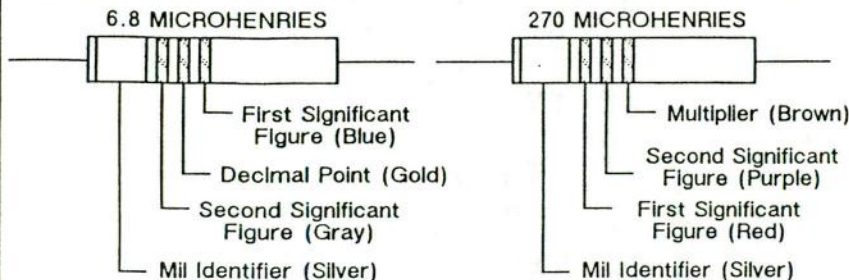 6.8 MICROHENRIES
First Significant
Figure (Blue)
Decimal Point (Gold)
Second Significant
Figure (Gray)
Mil Identifier (Silver)
270 MICROHENRIES
Multiplier (Brown)
Second Significant
Figure (Purple)
First Significant
Figure (Red)
Mil Identifier (Silver)